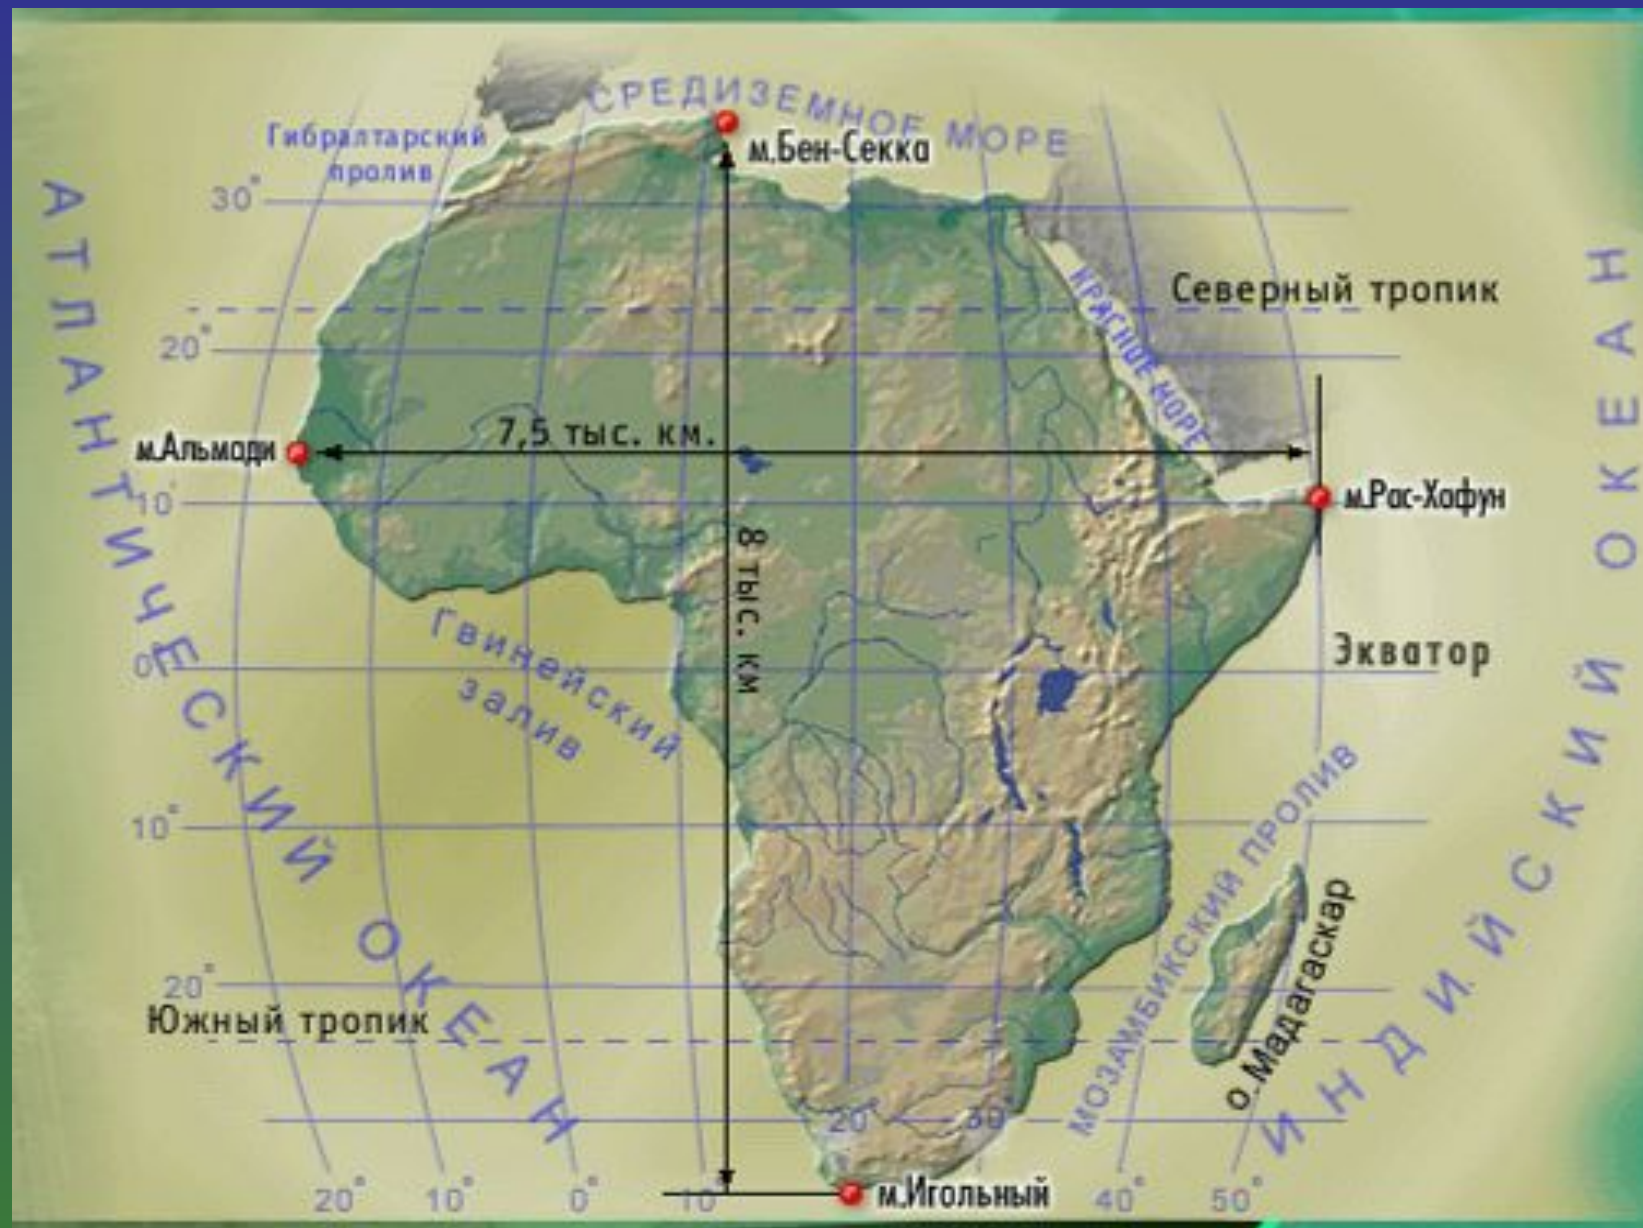 СРЕДИЗЕМНОЕ МОРЕ
Гибралтарский
пролив
м.Бен-Секка
АТЛАНТИЧЕСКИЙ ОКЕАН
30°
Северный тропик
КРАСНОЕ МОРЕ
20°
7,5 тыс. км.
м.Альмади
10°
м.Рас-Хафун
8 тыс. км
Гвинейский
залив
0°
Экватор
ИНДИЙСКИЙ ОКЕАН
МОЗАМБИКСКИЙ ПРОЛИВ
10°
о.Мадагаскар
20°
Южный тропик
20°
30°
м.Игольный
20°
10°
0°
10°
40°
50°